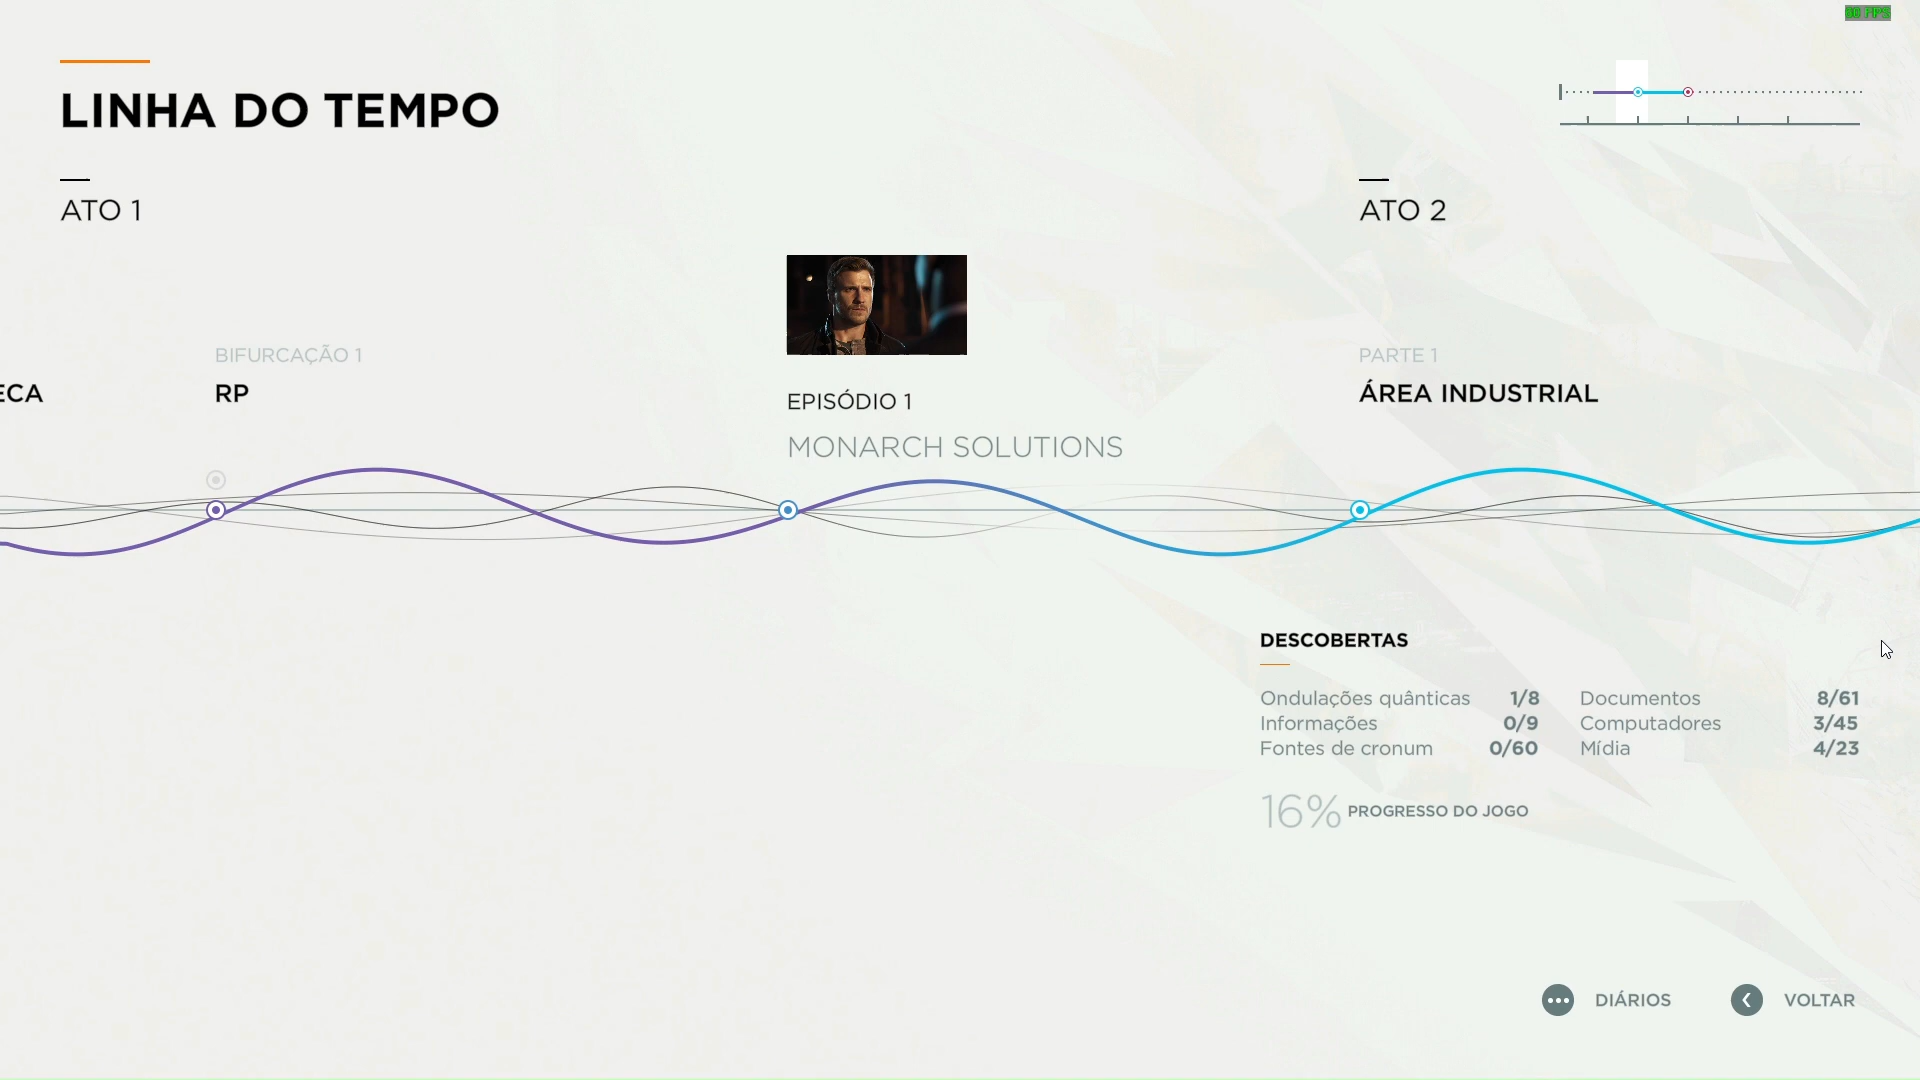 80 FPS
LINHA DO TEMPO
ATO 1
ATO 2
BIFURCAÇÃO 1
PARTE 1
ECA
RP
EPISÓDIO 1
ÁREA INDUSTRIAL
MONARCH SOLUTIONS
DESCOBERTAS
Ondulações quânticas 1/8 Documentos 8/61
Informações 0/9 Computadores 3/45
Fontes de cronum 0/60 Mídia 4/23
16% PROGRESSO DO JOGO
DIÁRIOS VOLTAR